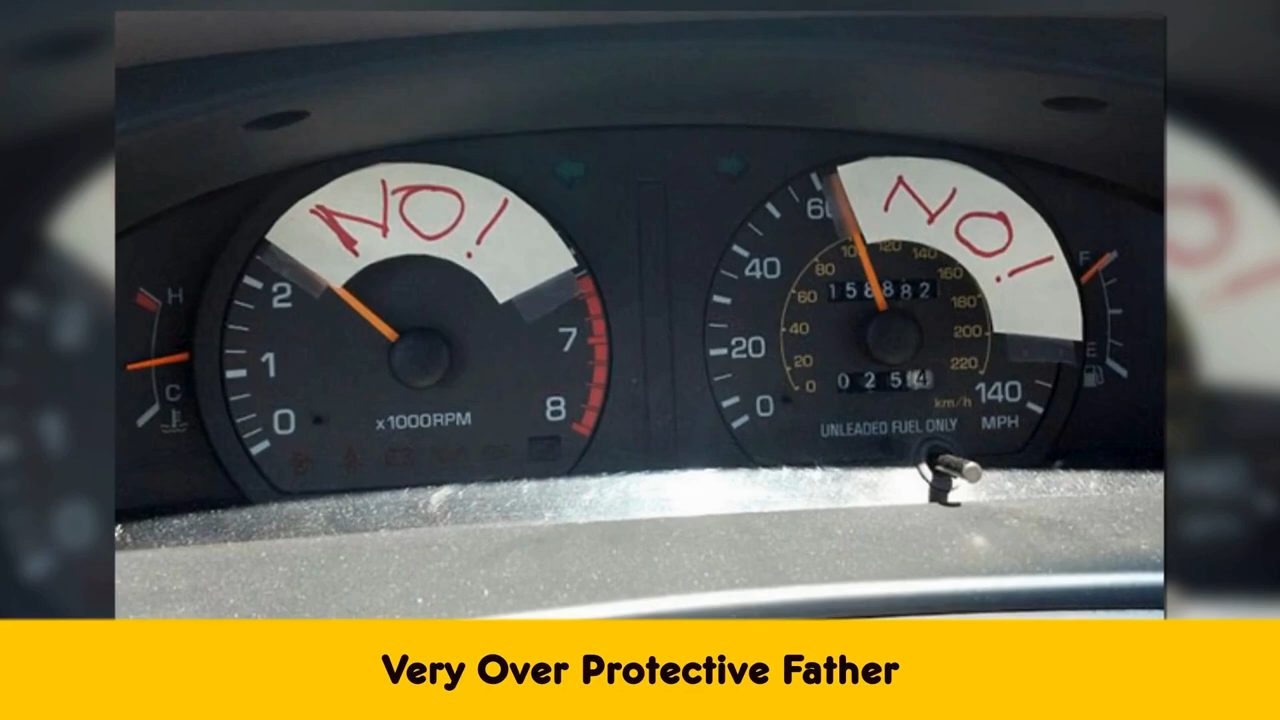 NO!
NO!
H
C
2
1
0
7
8
x1000RPM
60
40
20
0
140
MPH
80
60
40
20
0
120
140
160
180
200
220
km/h
158882
0254
UNLEADED FUEL ONLY
F
E
Very Over Protective Father